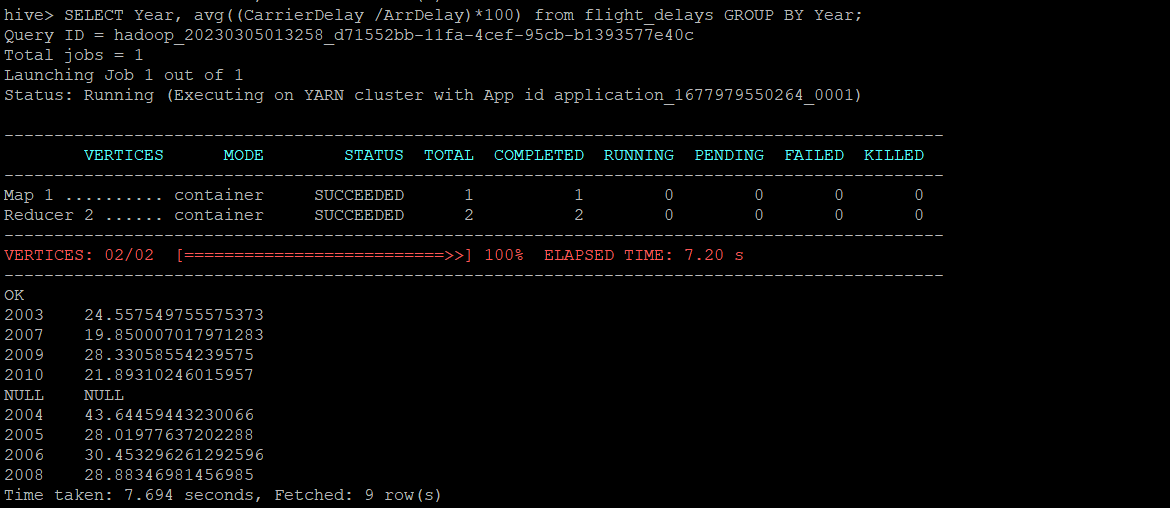 hive> SELECT Year, avg((CarrierDelay /ArrDelay)*100) from flight_delays GROUP BY Year;
Query ID = hadoop_20230305013258_d71552bb-11fa-4cef-95cb-b1393577e40c
Total jobs = 1
Launching Job 1 out of 1
Status: Running (Executing on YARN cluster with App id application_1677979550264_0001)
----------------------------------------------------------------------------------------------
        VERTICES      MODE        STATUS  TOTAL  COMPLETED  RUNNING  PENDING  FAILED  KILLED
----------------------------------------------------------------------------------------------
Map 1 .......... container     SUCCEEDED      1          1        0        0       0       0
Reducer 2 ...... container     SUCCEEDED      2          2        0        0       0       0
----------------------------------------------------------------------------------------------
VERTICES: 02/02  [==========================>>] 100%  ELAPSED TIME: 7.20 s
----------------------------------------------------------------------------------------------
OK
2003    24.557549755575373
2007    19.850007017971283
2009    28.33058554239575
2010    21.89310246015957
NULL    NULL
2004    43.64459443230066
2005    28.01977637202288
2006    30.453296261292596
2008    28.88346981456985
Time taken: 7.694 seconds, Fetched: 9 row(s)